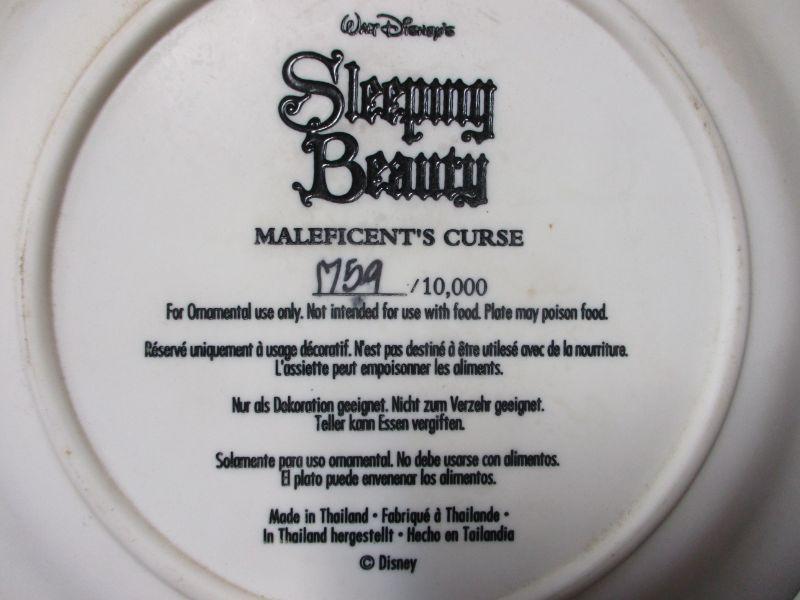 Walt Disney's
Sleeping
Beauty
MALEFICENT'S CURSE
M59 /10,000
For Ornamental use only. Not intended for use with food. Plate may poison food.
Réservé uniquement à usage décoratif. N'est pas destiné à être utilesé avec de la nourriture.
L'assiette peut empoisonner les aliments.
Nur als Dekoration geeignet. Nicht zum Verzehr geeignet.
Teller kann Essen vergiften.
Solamente para uso ornamental. No debe usarse con alimentos.
El plato puede envenenar los alimentos.
Made in Thailand • Fabriqué à Thailande •
In Thailand hergestellt • Hecho en Tailandia
© Disney